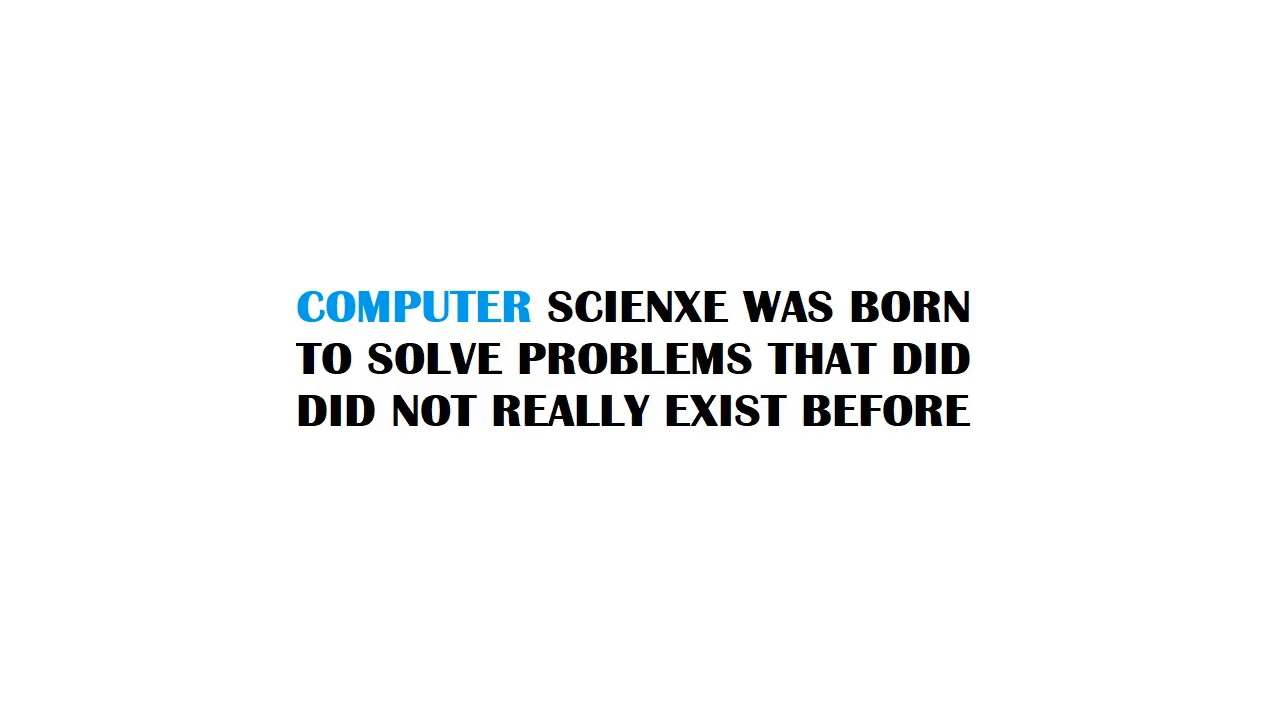 COMPUTER SCIENXE WAS BORN
TO SOLVE PROBLEMS THAT DID
DID NOT REALLY EXIST BEFORE